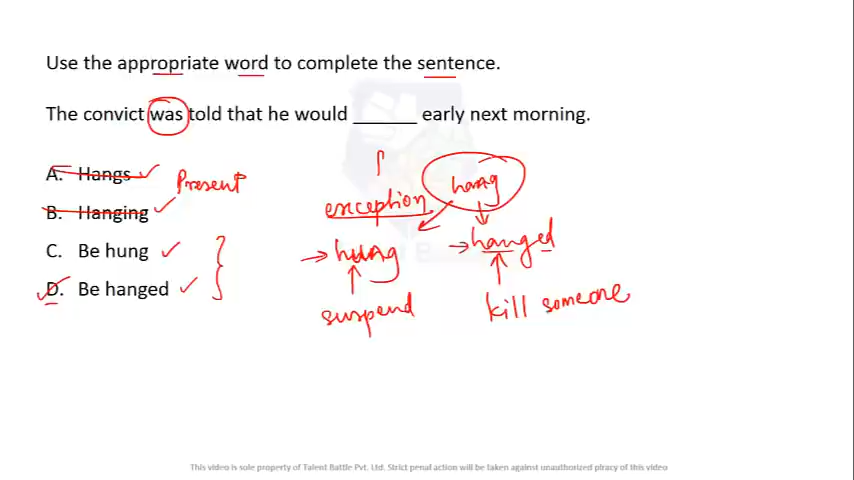 Use the appropriate word to complete the sentence.
The convict was told that he would ______ early next morning.
A. Hangs
Present
hang
B. Hanging
exception
C. Be hung
hung
hanged
D. Be hanged
suspend
kill someone
This video is sole property of Talent Battle Pvt. Ltd. Strict penal action will be taken against unauthorized piracy of this video